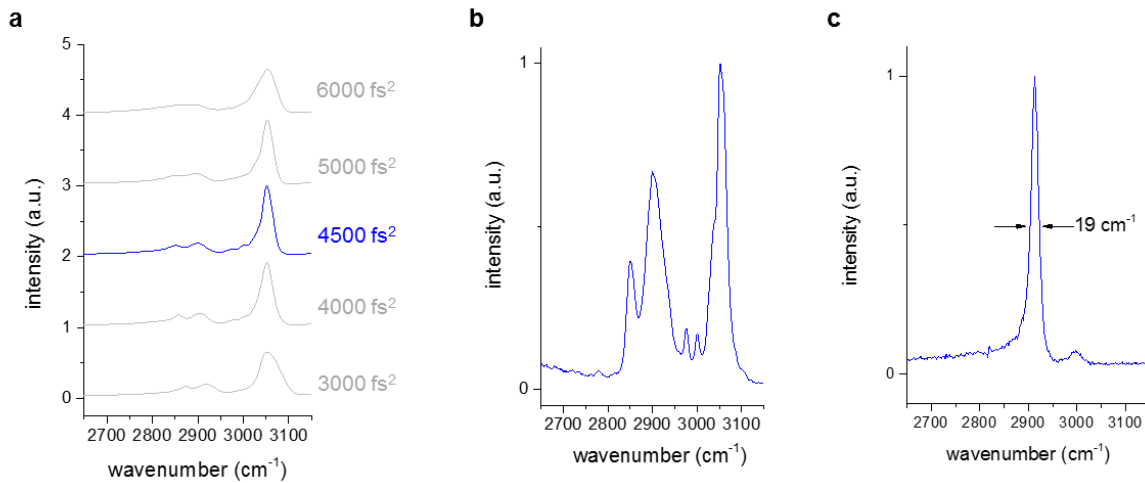 a
b
c
5
4
3
2
1
0
6000 fs²
5000 fs²
4500 fs²
4000 fs²
3000 fs²
intensity (a.u.)
2700 2800 2900 3000 3100
wavenumber (cm⁻¹)
1
0
intensity (a.u.)
2700 2800 2900 3000 3100
wavenumber (cm⁻¹)
1
0
19 cm⁻¹
intensity (a.u.)
2700 2800 2900 3000 3100
wavenumber (cm⁻¹)